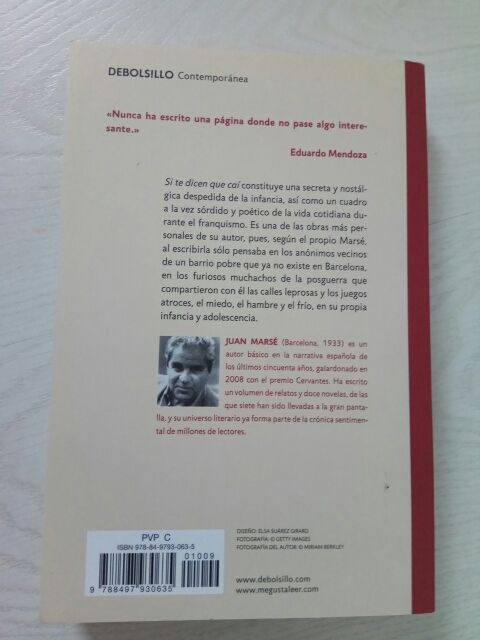 DEBOLSILLO Contemporánea
«Nunca ha escrito una página donde no pase algo intere-
sante.»
Eduardo Mendoza
Si te dicen que caí constituye una secreta y nostál-
gica despedida de la infancia, así como un cuadro
a la vez sórdido y poético de la vida cotidiana du-
rante el franquismo. Es una de las obras más per-
sonales de su autor, pues, según el propio Marsé,
al escribirla sólo pensaba en los anónimos vecinos
de un barrio pobre que ya no existe en Barcelona,
en los furiosos muchachos de la posguerra que
compartieron con él las calles leprosas y los juegos
atroces, el miedo, el hambre y el frío, en su propia
infancia y adolescencia.
JUAN MARSÉ (Barcelona, 1933) es un
autor básico en la narrativa española de
los últimos cincuenta años, galardonado en
2008 con el premio Cervantes. Ha escrito
un volumen de relatos y doce novelas, de las
que siete han sido llevadas a la gran panta-
lla, y su universo literario ya forma parte de la crónica sentimen-
tal de millones de lectores.
PVP C
ISBN 978-84-9793-063-5
01009
9 788497 930635
DISEÑO: ELSA SUÁREZ GIRARD
FOTOGRAFÍA: © GETTY IMAGES
FOTOGRAFÍA DEL AUTOR: © MIRIAM BERKLEY
www.debolsillo.com
www.megustaleer.com